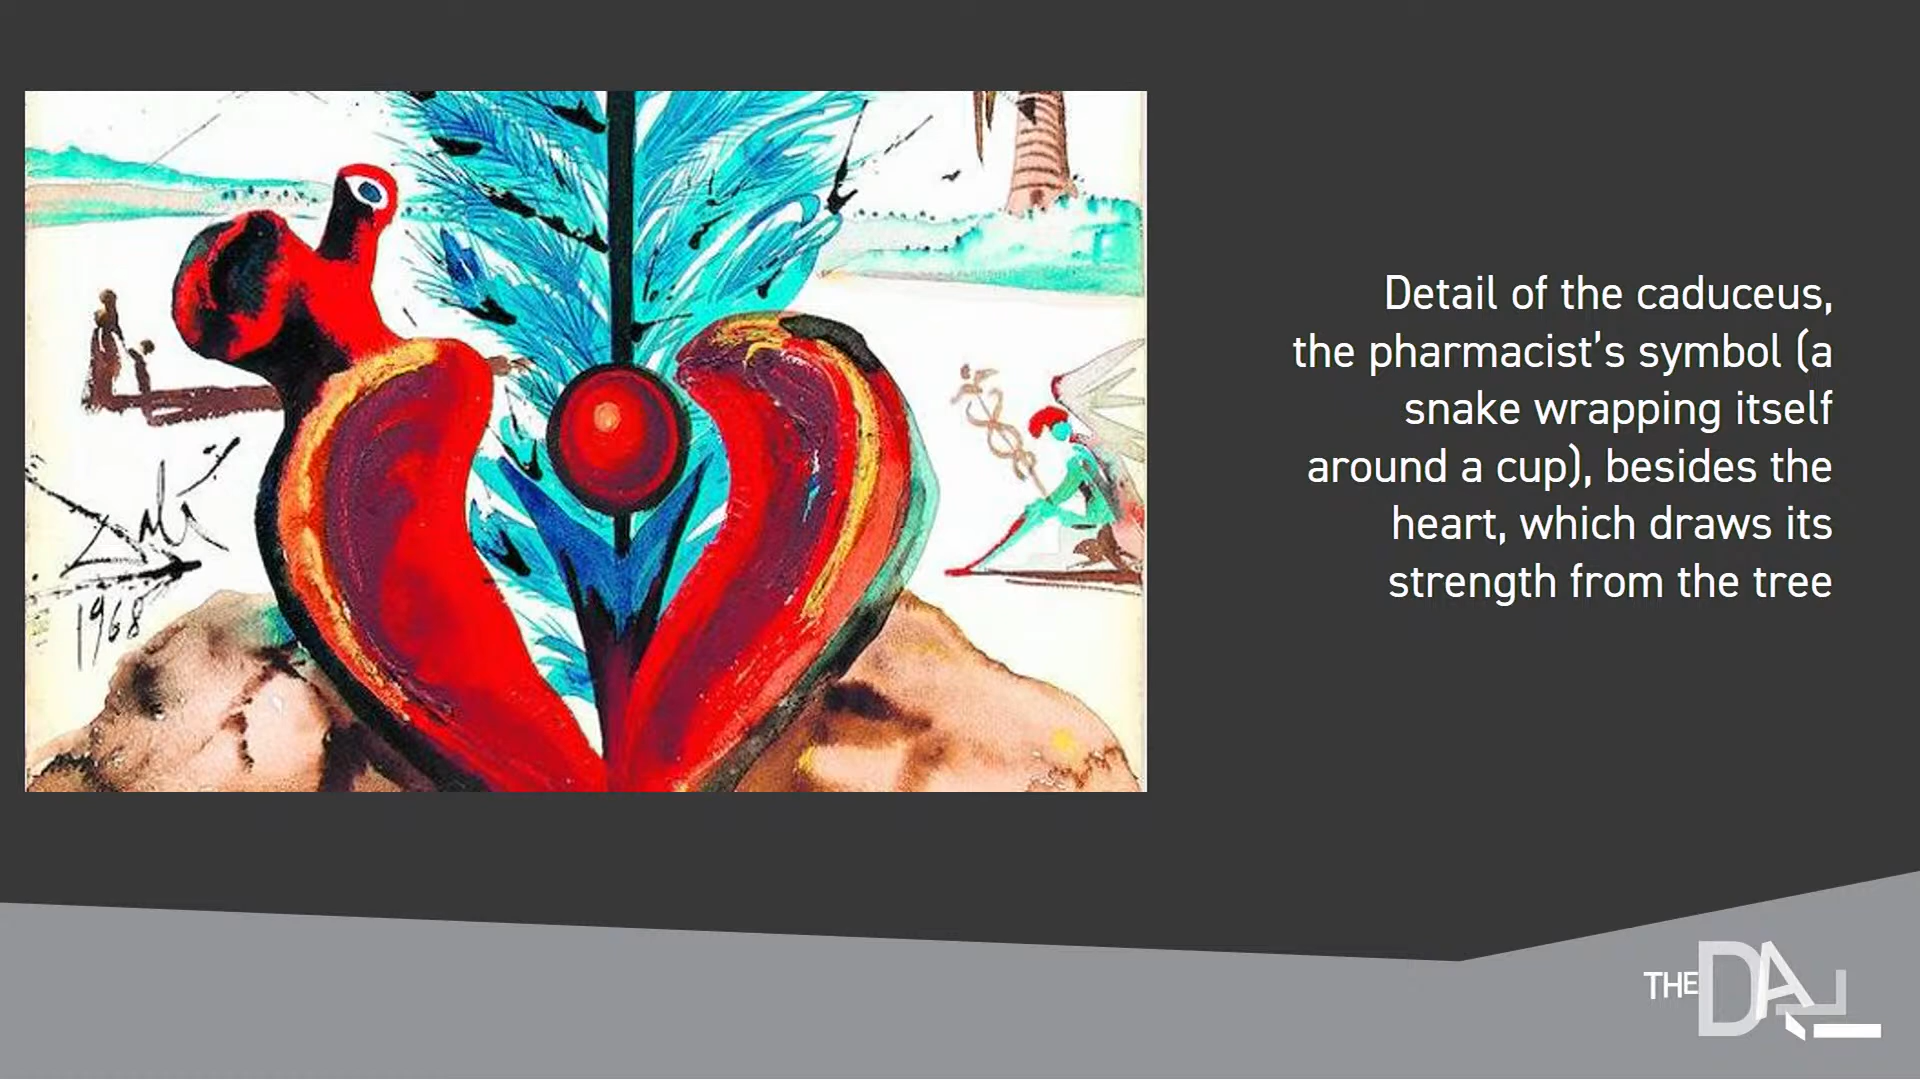 Dalí
1968
Detail of the caduceus,
the pharmacist's symbol (a
snake wrapping itself
around a cup), besides the
heart, which draws its
strength from the tree
THE DALÍ